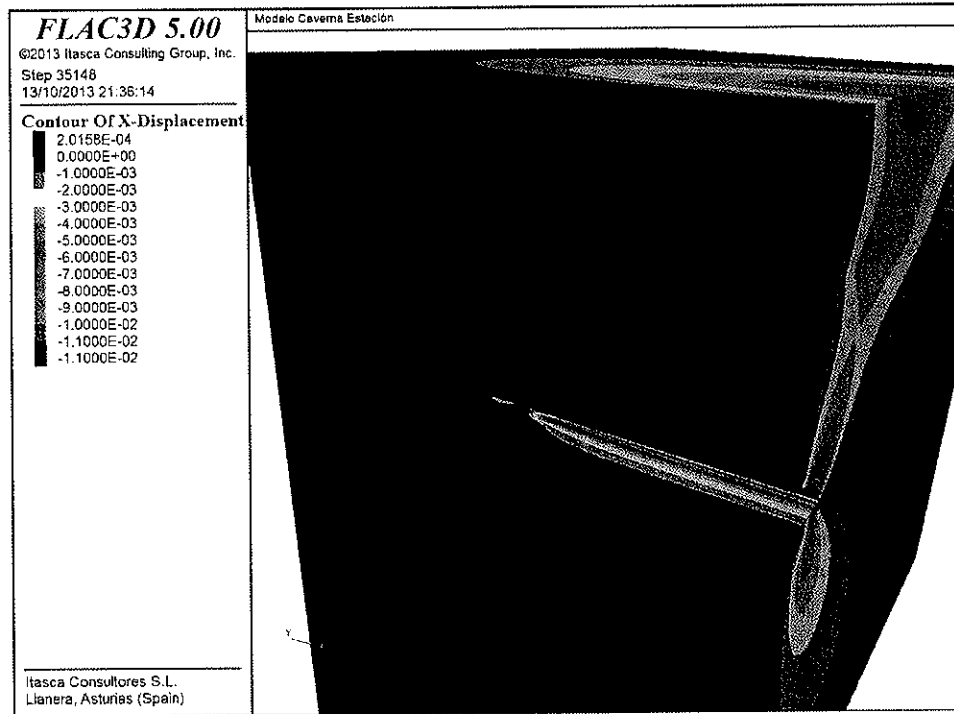 FLAC3D 5.00
©2013 Itasca Consulting Group, Inc.
Step 35148
13/10/2013 21:36:14
Contour Of X-Displacement
2.0158E-04
0.0000E+00
-1.0000E-03
-2.0000E-03
-3.0000E-03
-4.0000E-03
-5.0000E-03
-6.0000E-03
-7.0000E-03
-8.0000E-03
-9.0000E-03
-1.0000E-02
-1.1000E-02
-1.1000E-02
Itasca Consultores S.L.
Llanera, Asturias (Spain)
Modelo Caverna Estación
Y